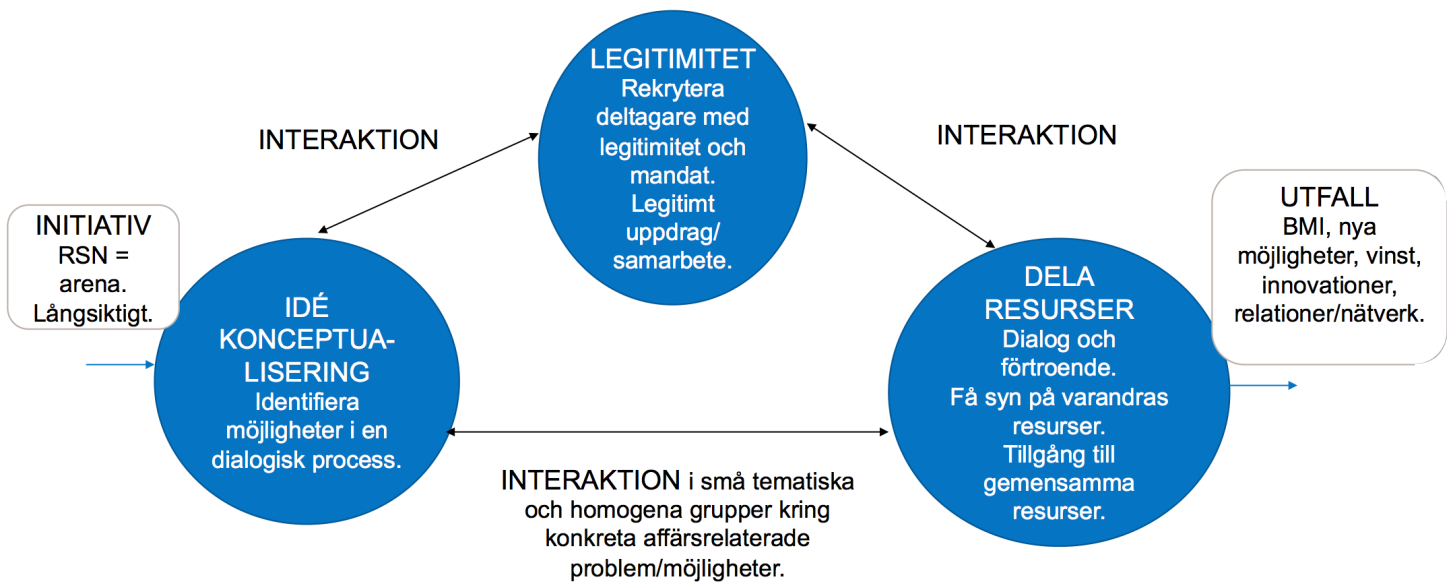 LEGITIMITET
Rekrytera
deltagare med
legitimitet och
mandat.
Legitimt
uppdrag/
samarbete.
INTERAKTION
INTERAKTION
INITIATIV
RSN =
arena.
Långsiktigt.
IDÉ
KONCEPTUA-
LISERING
Identifiera
möjligheter i en
dialogisk process.
DELA
RESURSER
Dialog och
förtroende.
Få syn på varandras
resurser.
Tillgång till
gemensamma
resurser.
UTFALL
BMI, nya
möjligheter, vinst,
innovationer,
relationer/nätverk.
INTERAKTION i små tematiska
och homogena grupper kring
konkreta affärsrelaterade
problem/möjligheter.